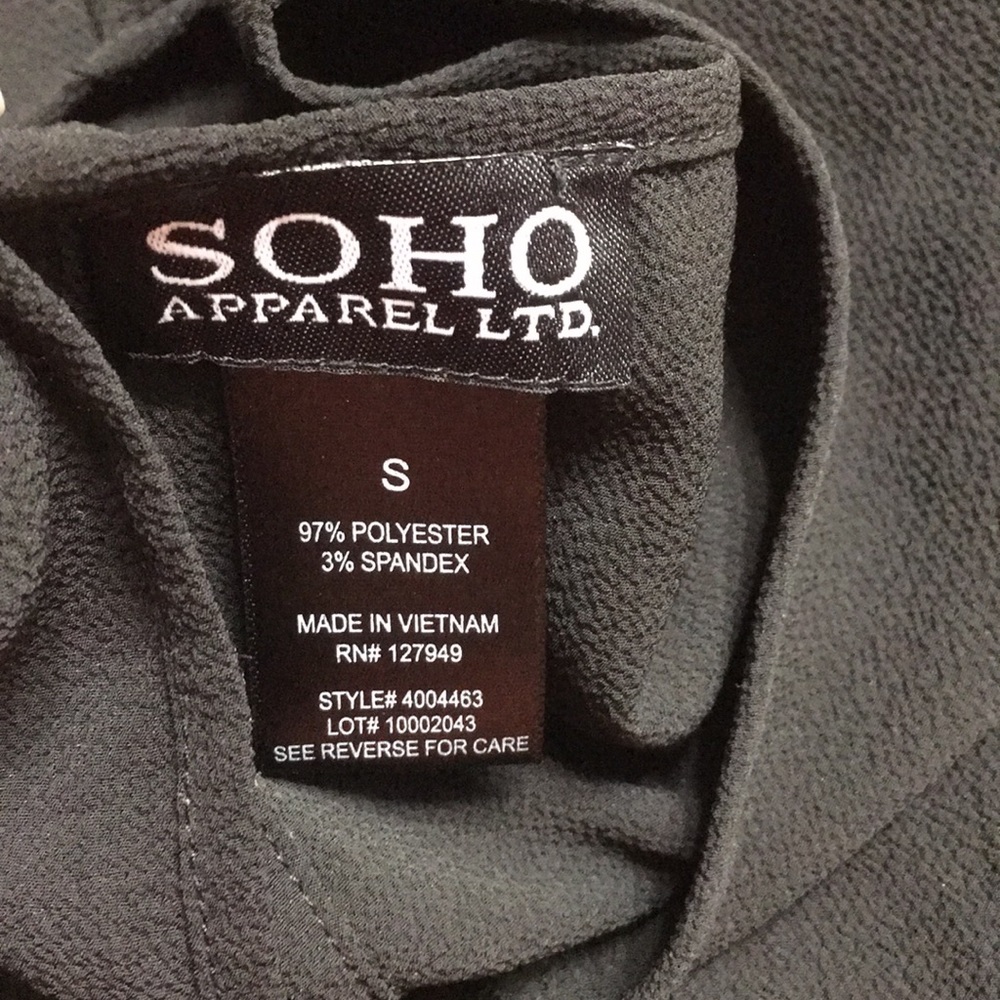 SOHO
APPAREL LTD.
S
97% POLYESTER
3% SPANDEX
MADE IN VIETNAM
RN# 127949
STYLE# 4004463
LOT# 10002043
SEE REVERSE FOR CARE